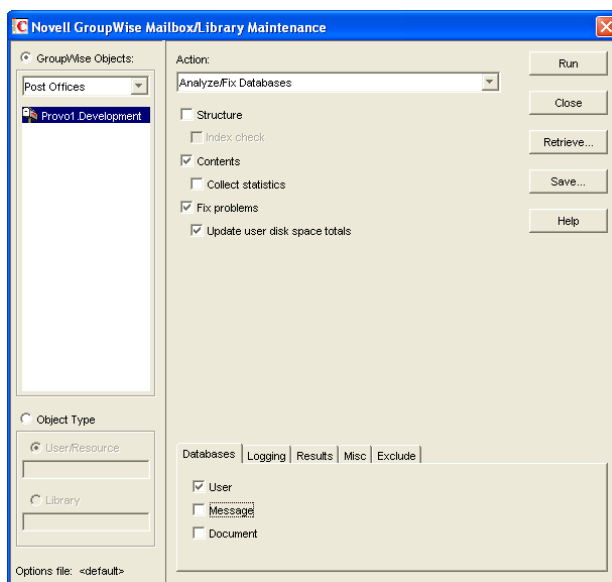 Novell GroupWise Mailbox/Library Maintenance
GroupWise Objects:
Post Offices
Provo1.Development
Object Type
User/Resource
Library
Options file: <default>
Action:
Analyze/Fix Databases
Structure
Index check
Contents
Collect statistics
Fix problems
Update user disk space totals
Databases Logging Results Misc Exclude
User
Message
Document
Run
Close
Retrieve...
Save...
Help